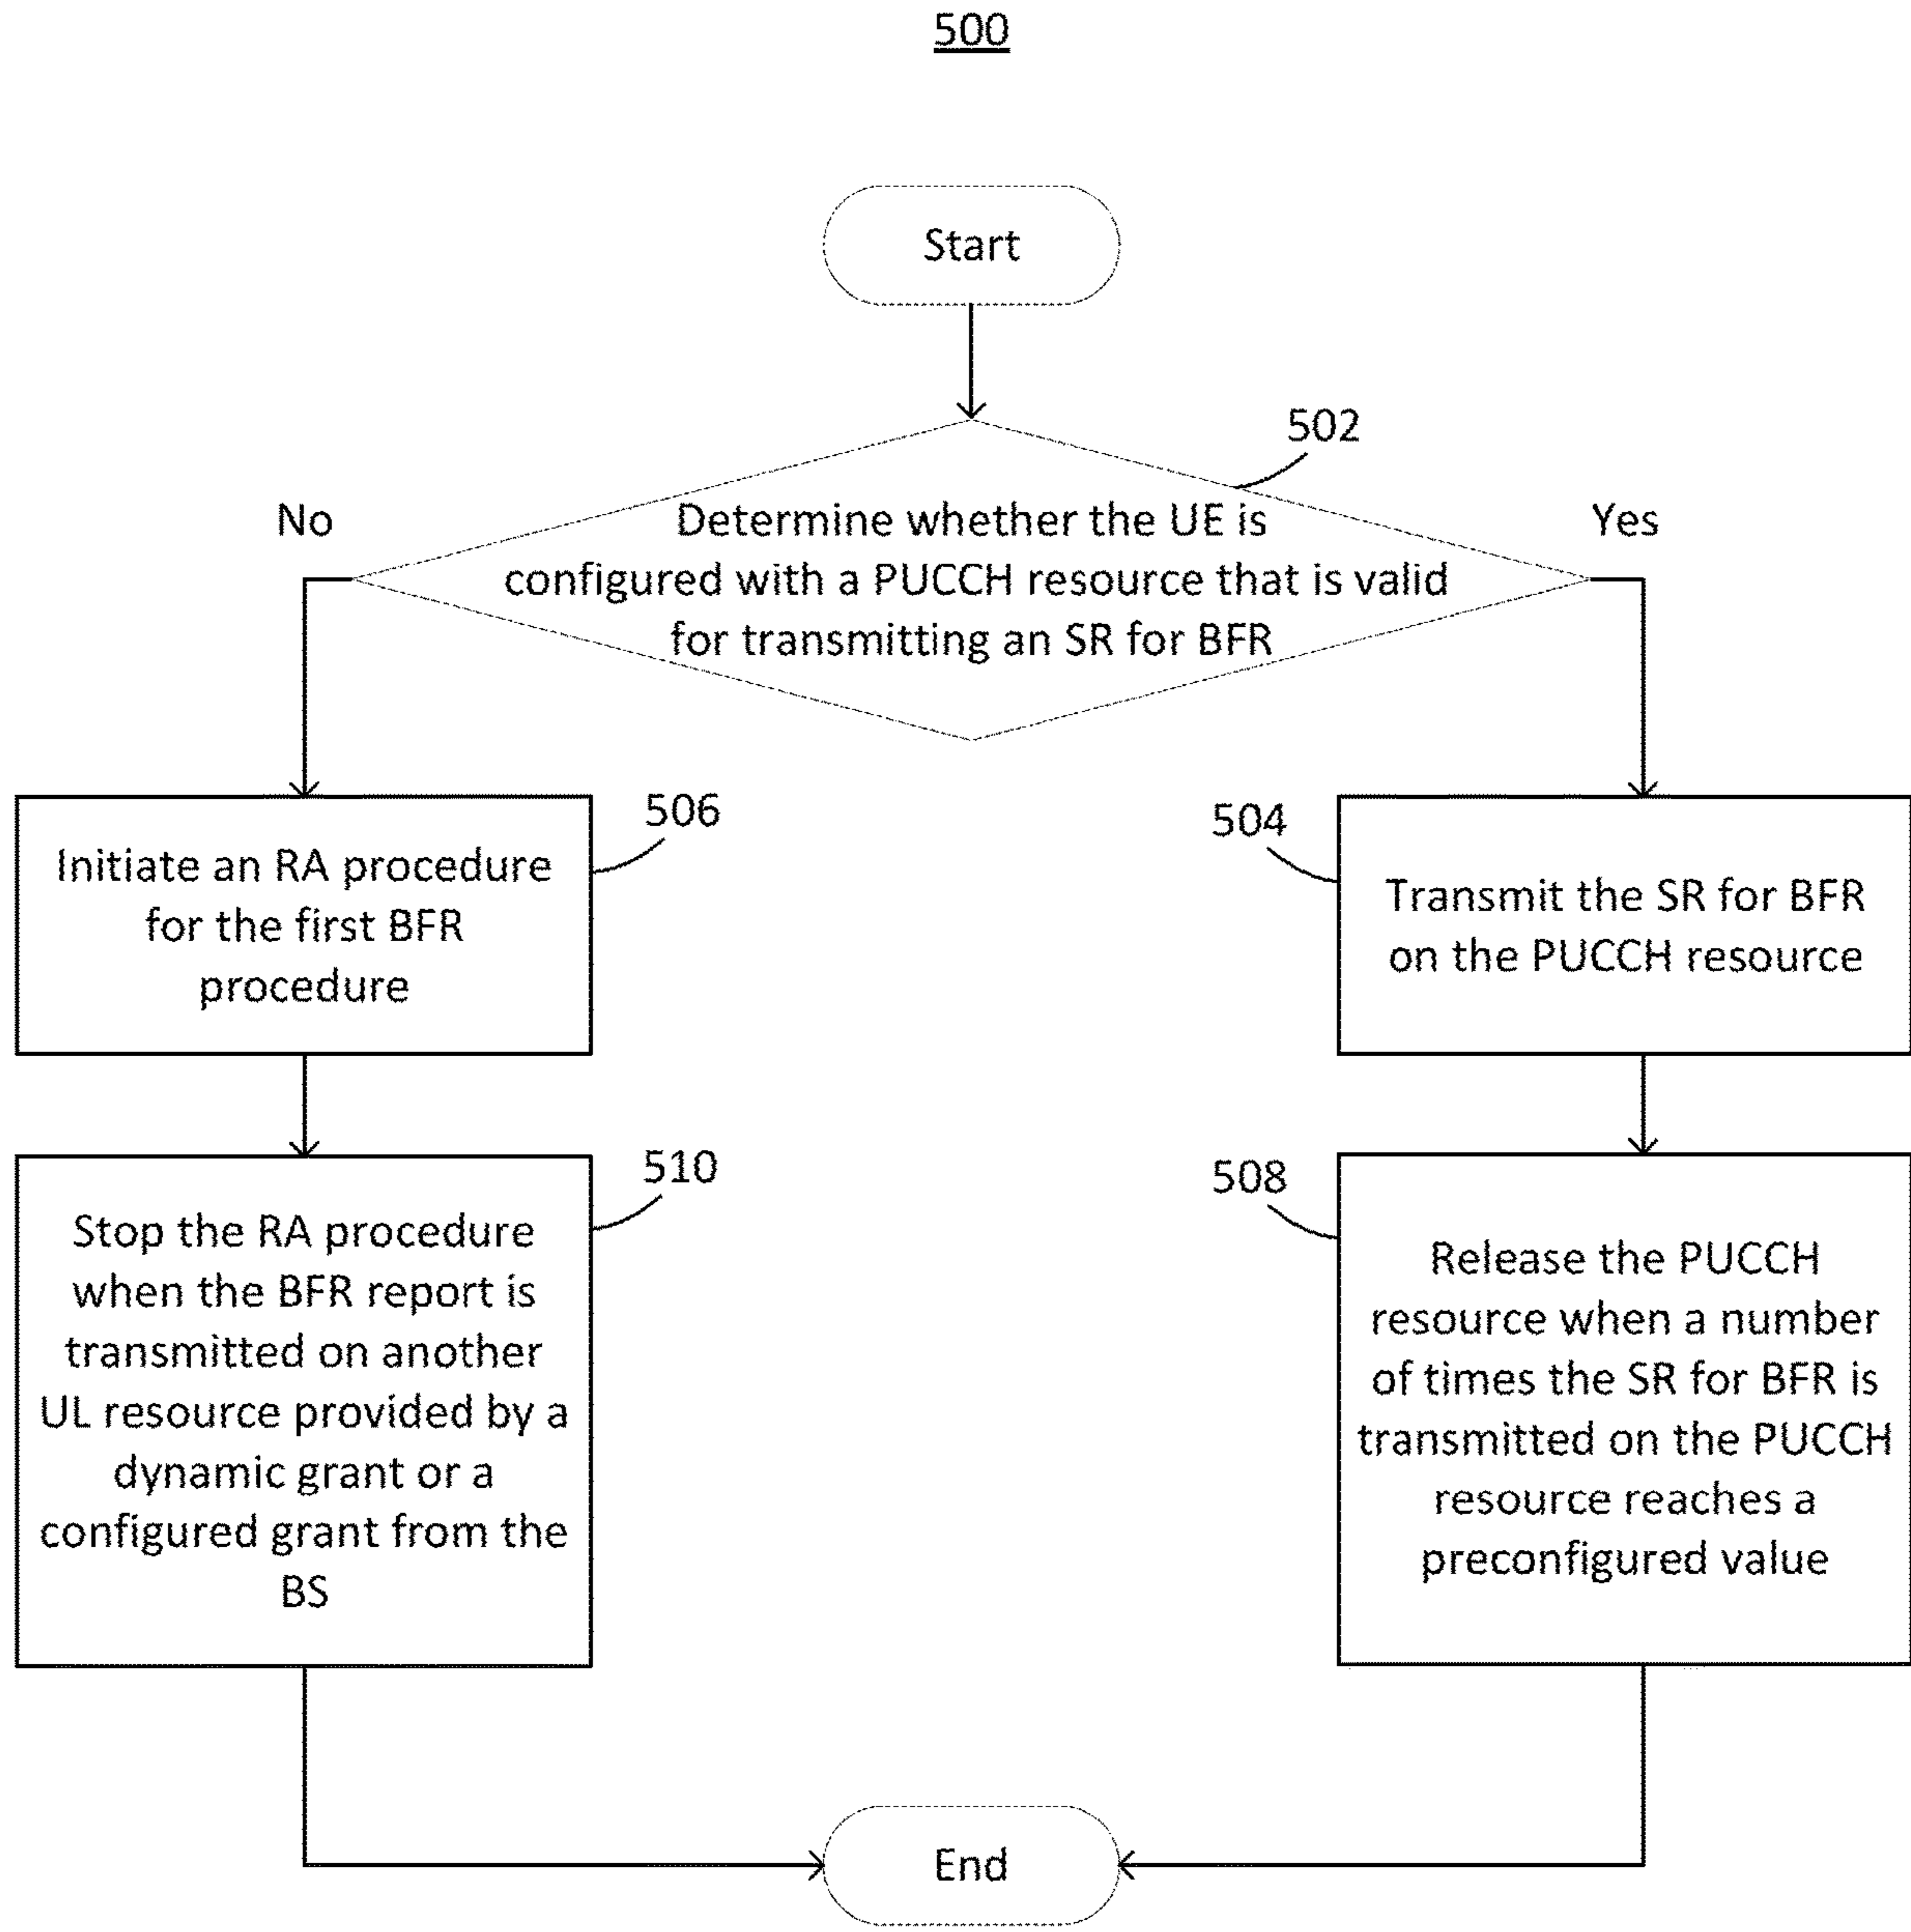 500
Start
502
No
Determine whether the UE is
configured with a PUCCH resource that is valid
for transmitting an SR for BFR
Yes
506
Initiate an RA procedure
for the first BFR
procedure
504
Transmit the SR for BFR
on the PUCCH resource
510
Stop the RA procedure
when the BFR report is
transmitted on another
UL resource provided by a
dynamic grant or a
configured grant from the
BS
508
Release the PUCCH
resource when a number
of times the SR for BFR is
transmitted on the PUCCH
resource reaches a
preconfigured value
End